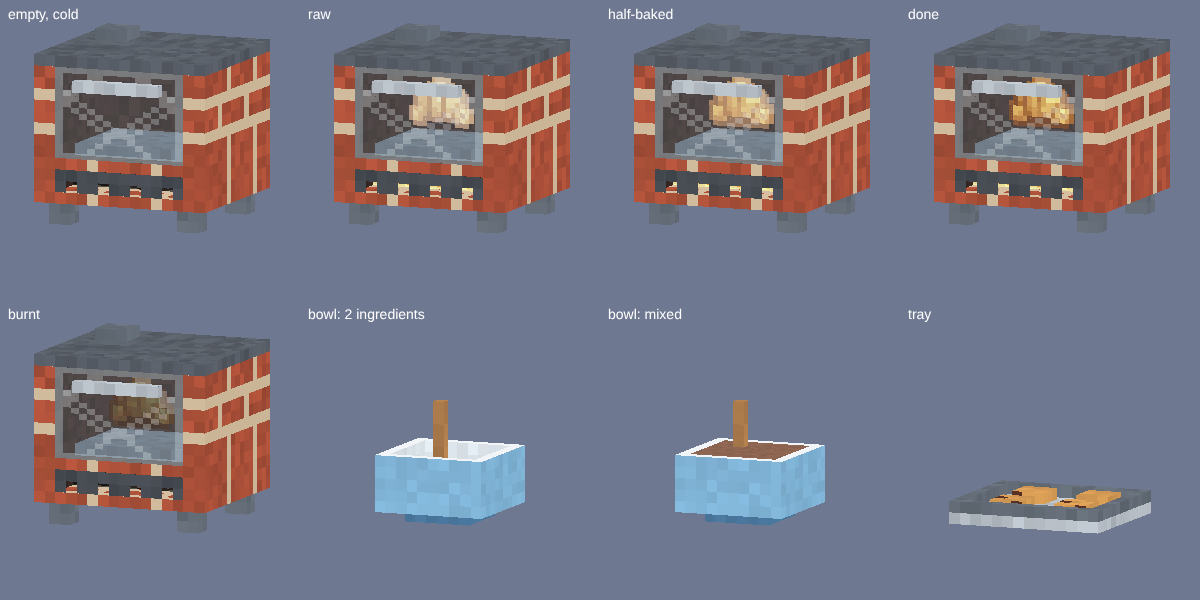 empty, cold
raw
half-baked
done
burnt
bowl: 2 ingredients
bowl: mixed
tray